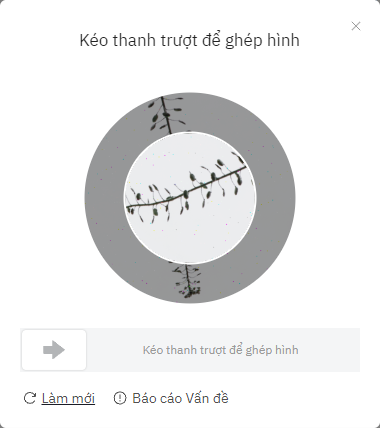 Kéo thanh trượt để ghép hình
Kéo thanh trượt để ghép hình
Làm mới
Báo cáo Vấn đề